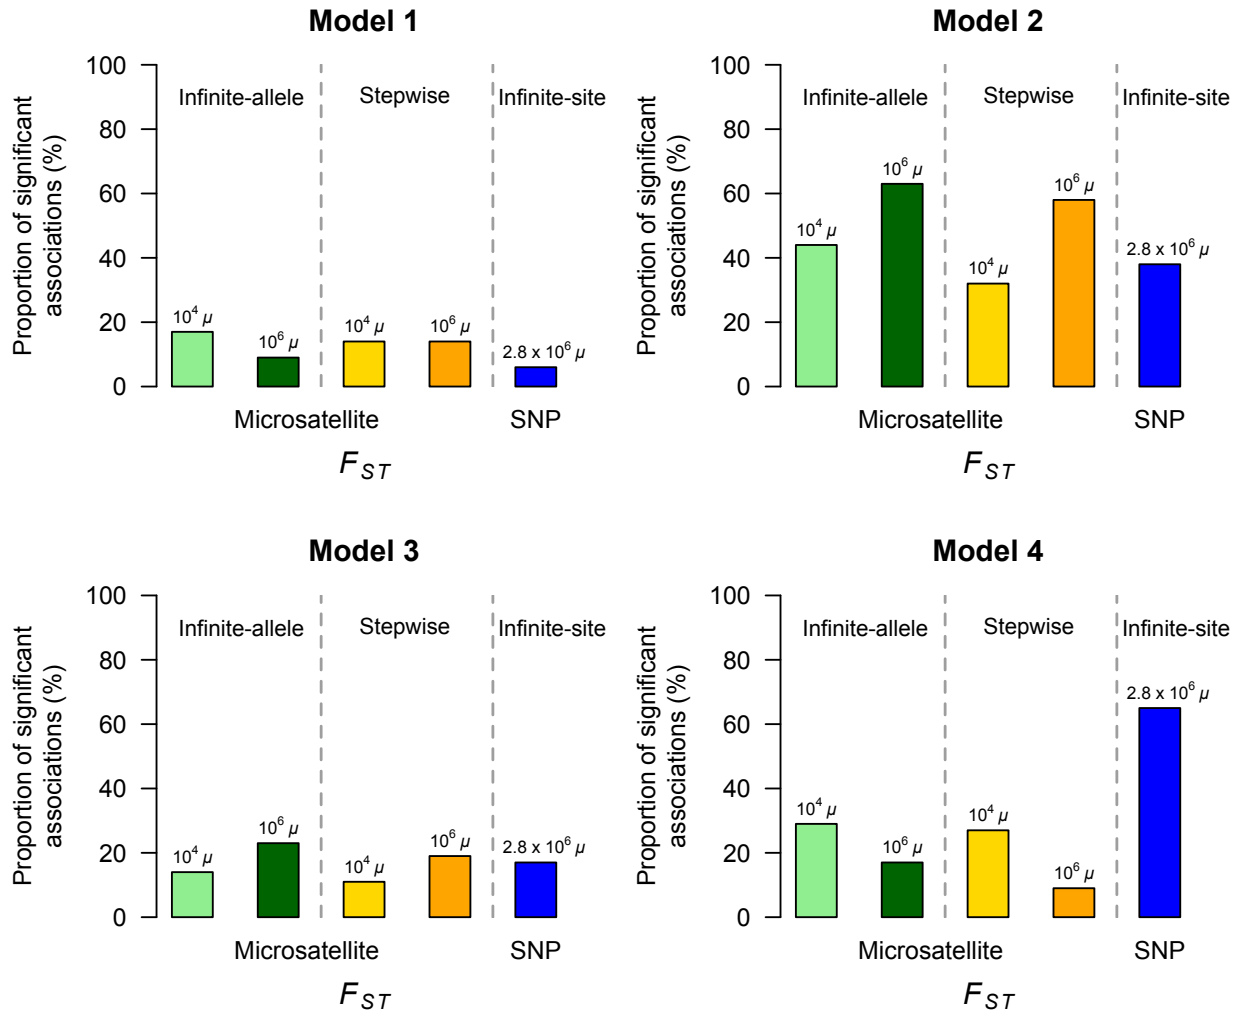 Model 1
Proportion of significant
associations (%)
100
80
60
40
20
0
Infinite-allele
Stepwise
Infinite-site
10⁴ µ
10⁶ µ
10⁴ µ
10⁶ µ
2.8 x 10⁶ µ
Microsatellite
SNP
F_ST
Model 2
Proportion of significant
associations (%)
100
80
60
40
20
0
Infinite-allele
Stepwise
Infinite-site
10⁴ µ
10⁶ µ
10⁴ µ
10⁶ µ
2.8 x 10⁶ µ
Microsatellite
SNP
F_ST
Model 3
Proportion of significant
associations (%)
100
80
60
40
20
0
Infinite-allele
Stepwise
Infinite-site
10⁴ µ
10⁶ µ
10⁴ µ
10⁶ µ
2.8 x 10⁶ µ
Microsatellite
SNP
F_ST
Model 4
Proportion of significant
associations (%)
100
80
60
40
20
0
Infinite-allele
Stepwise
Infinite-site
10⁴ µ
10⁶ µ
10⁴ µ
10⁶ µ
2.8 x 10⁶ µ
Microsatellite
SNP
F_ST